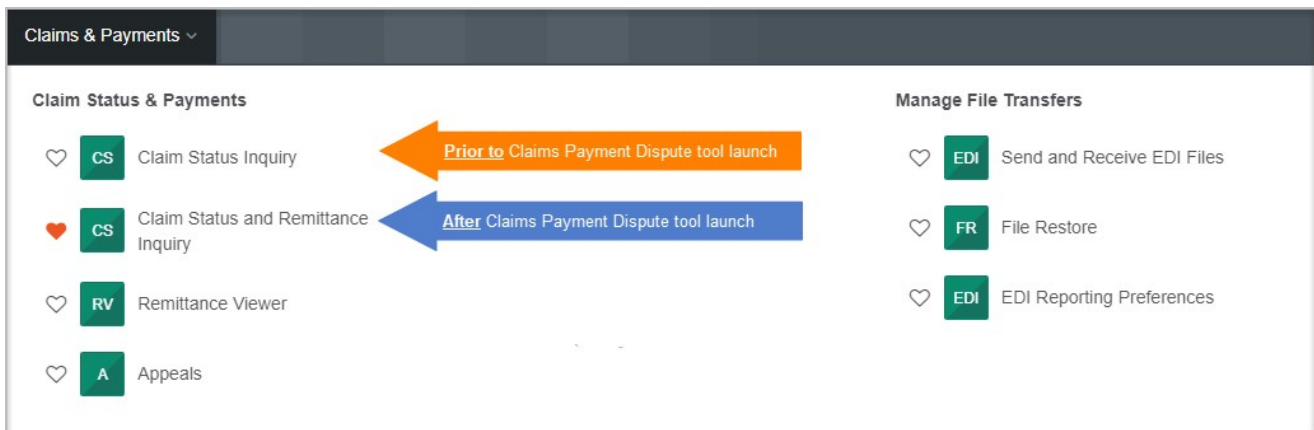 Claims & Payments
Claim Status & Payments
Manage File Transfers
CS Claim Status Inquiry
Prior to Claims Payment Dispute tool launch
EDI Send and Receive EDI Files
CS Claim Status and Remittance
Inquiry
After Claims Payment Dispute tool launch
FR File Restore
RV Remittance Viewer
EDI EDI Reporting Preferences
A Appeals